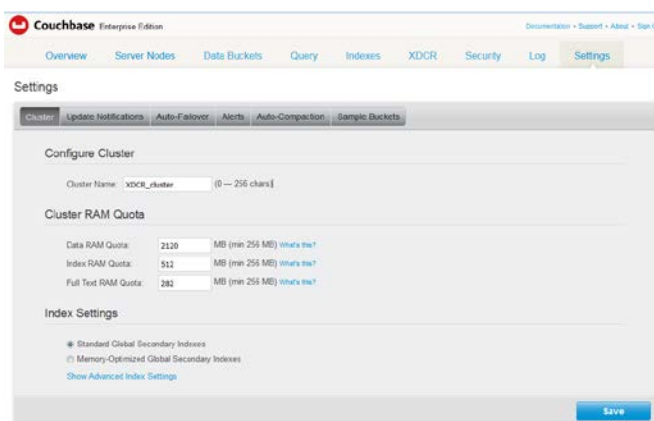 Couchbase Enterprise Edition
Documentation • Support • About • Sign
Overview Server Nodes Data Buckets Query Indexes XDCR Security Log Settings
Settings
Cluster Update Notifications Auto-Failover Alerts Auto-Compaction Sample Buckets
Configure Cluster
Cluster Name: XDCR_cluster (0 — 256 chars)
Cluster RAM Quota
Data RAM Quota: 2120 MB (min 256 MB) What's this?
Index RAM Quota: 512 MB (min 256 MB) What's this?
Full Text RAM Quota: 282 MB (min 256 MB) What's this?
Index Settings
Standard Global Secondary Indexes
Memory-Optimized Global Secondary Indexes
Show Advanced Index Settings
Save